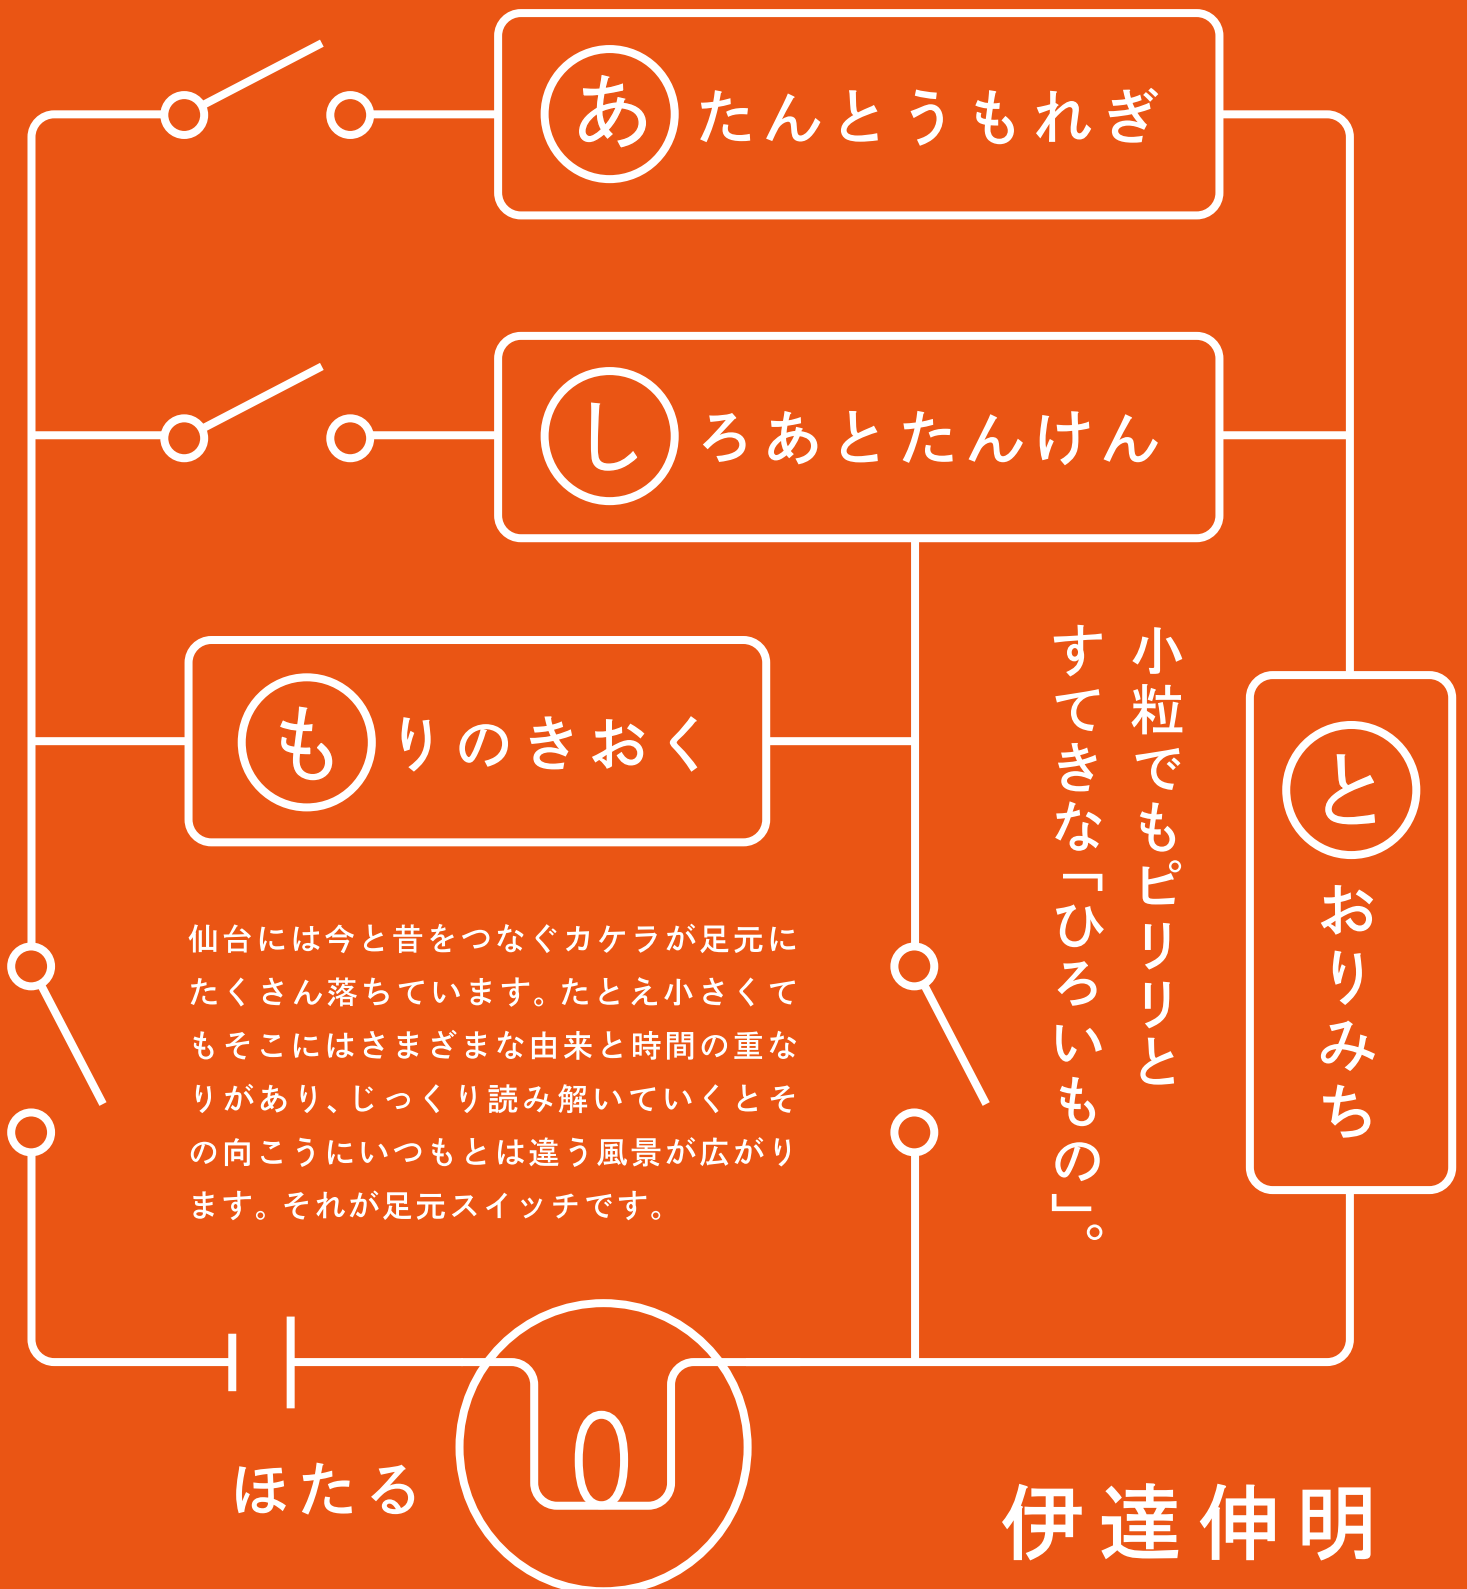 あたんとうもれぎ
しろあとたんけん
もりのきおく
とおりみち
小粒でもピリリと
すてきな「ひろいもの」。
仙台には今と昔をつなぐカケラが足元に
たくさん落ちています。たとえ小さくて
もそこにはさまざまな由来と時間の重な
りがあり、じっくり読み解いていくとそ
の向こうにいつもとは違う風景が広がり
ます。それが足元スイッチです。
ほたる
伊達伸明